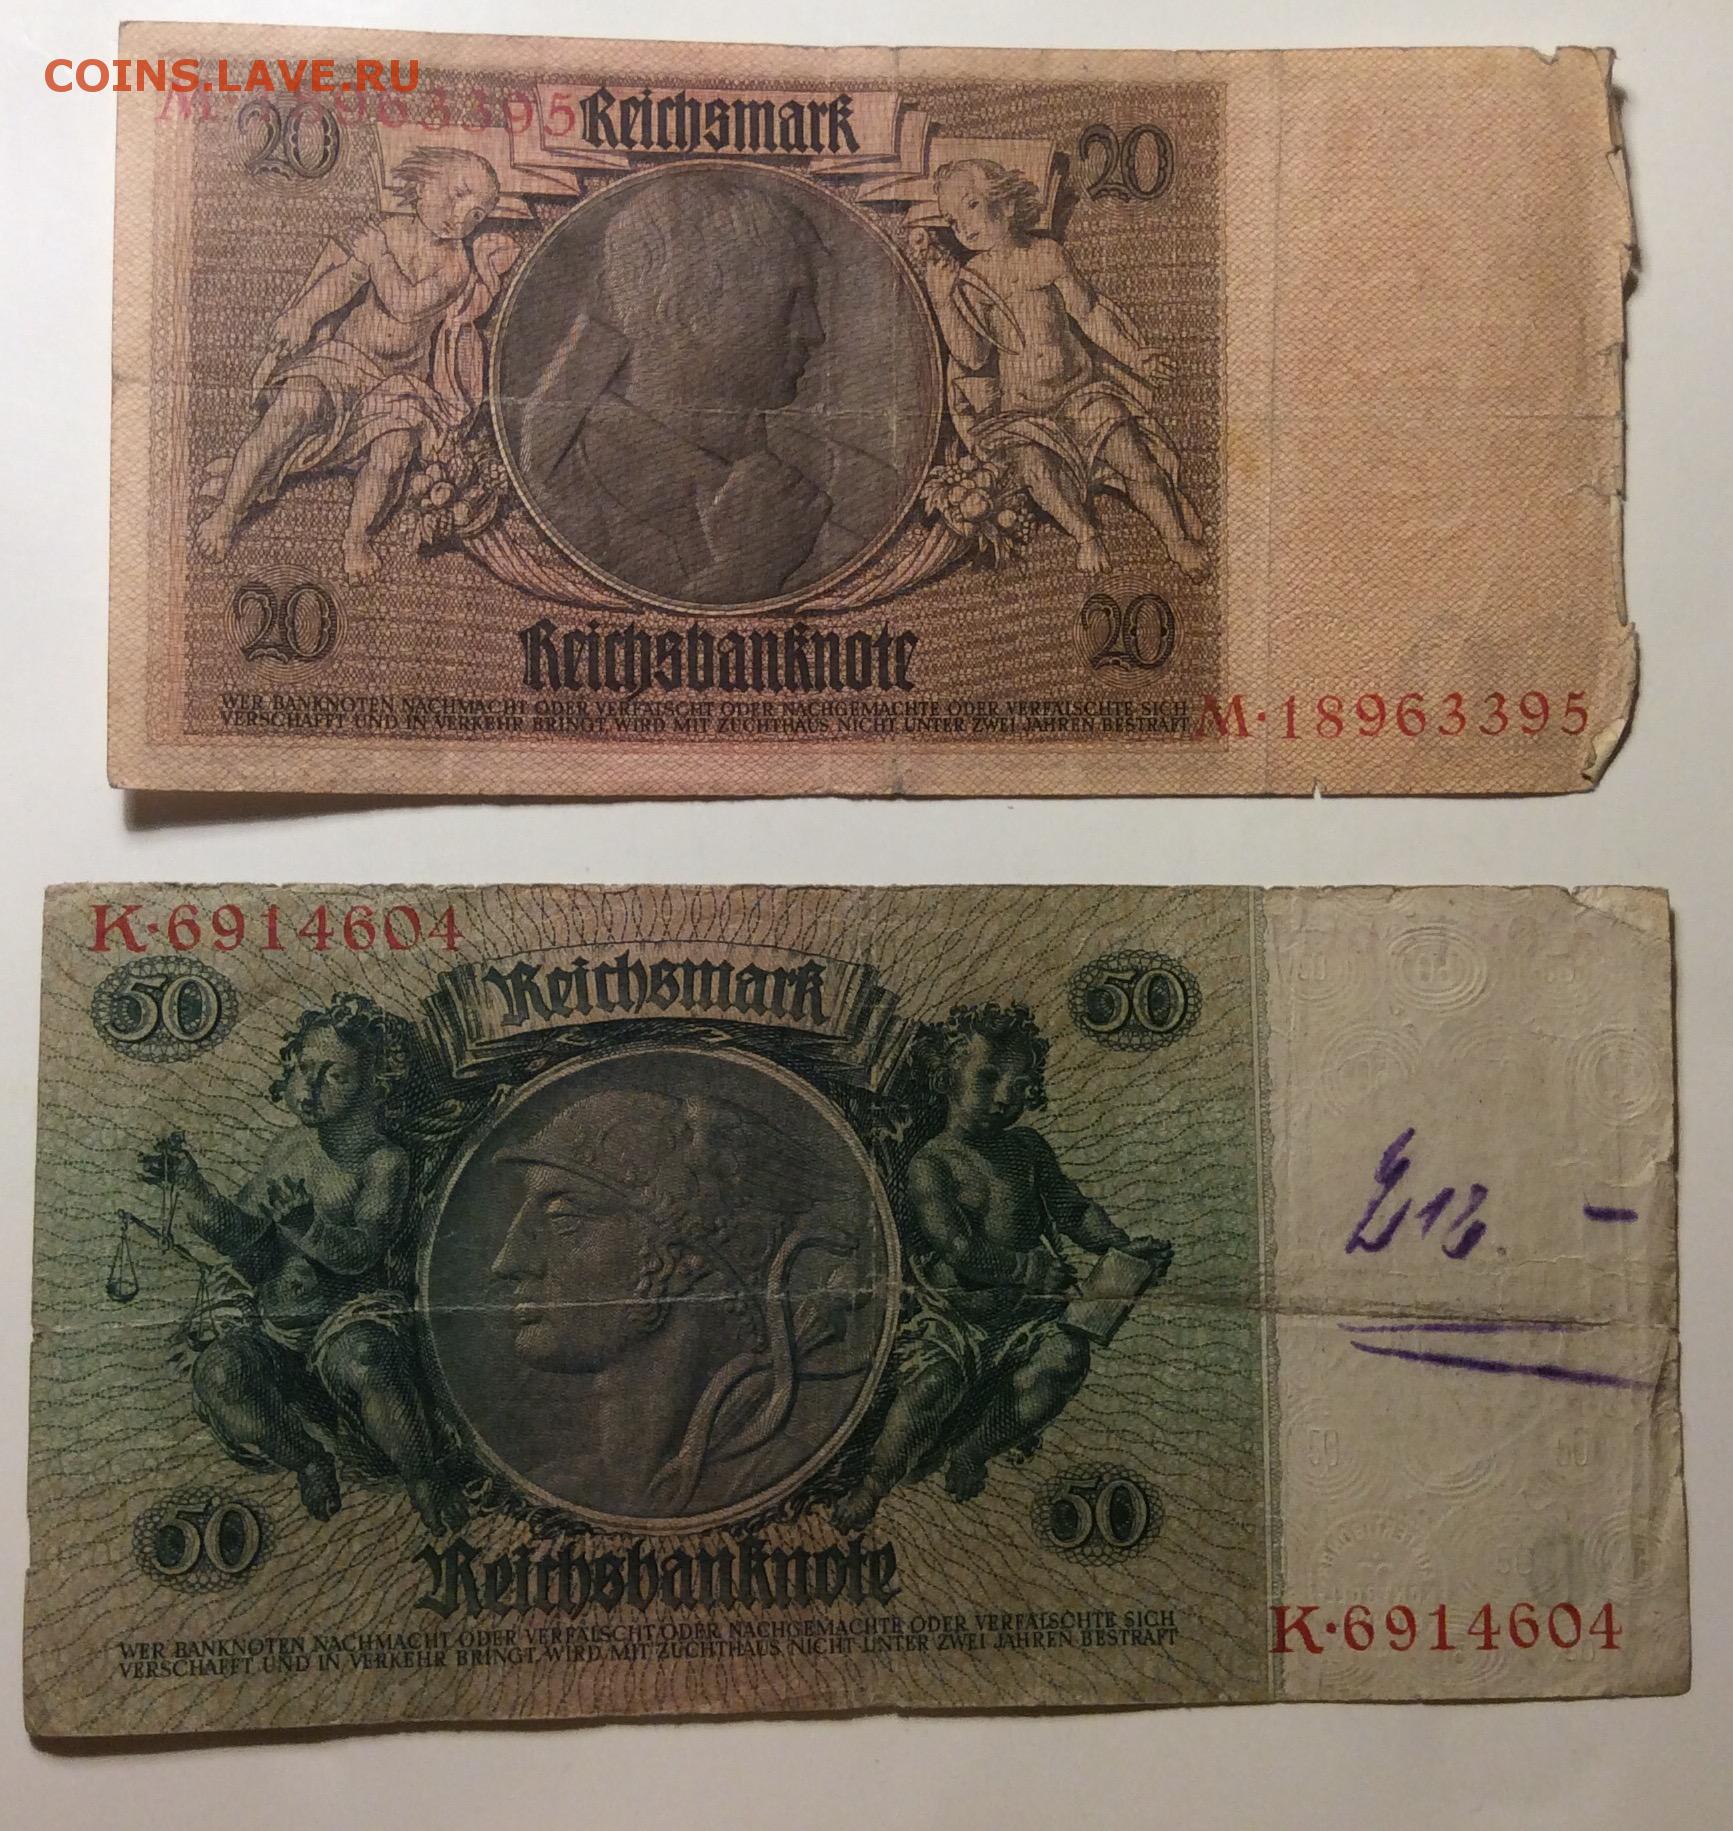 COINS.LAVE.RU
M·18963395
20 Reichsmark 20
20 Reichsbanknote 20
WER BANKNOTEN NACHMACHT ODER VERFÄLSCHT ODER NACHGEMACHTE ODER VERFÄLSCHTE SICH
VERSCHAFFT UND IN VERKEHR BRINGT, WIRD MIT ZUCHTHAUS NICHT UNTER ZWEI JAHREN BESTRAFT
M·18963395
K·6914604
50 Reichsmark 50
50 Reichsbanknote 50
WER BANKNOTEN NACHMACHT ODER VERFÄLSCHT ODER NACHGEMACHTE ODER VERFÄLSCHTE SICH
VERSCHAFFT UND IN VERKEHR BRINGT, WIRD MIT ZUCHTHAUS NICHT UNTER ZWEI JAHREN BESTRAFT
K·6914604